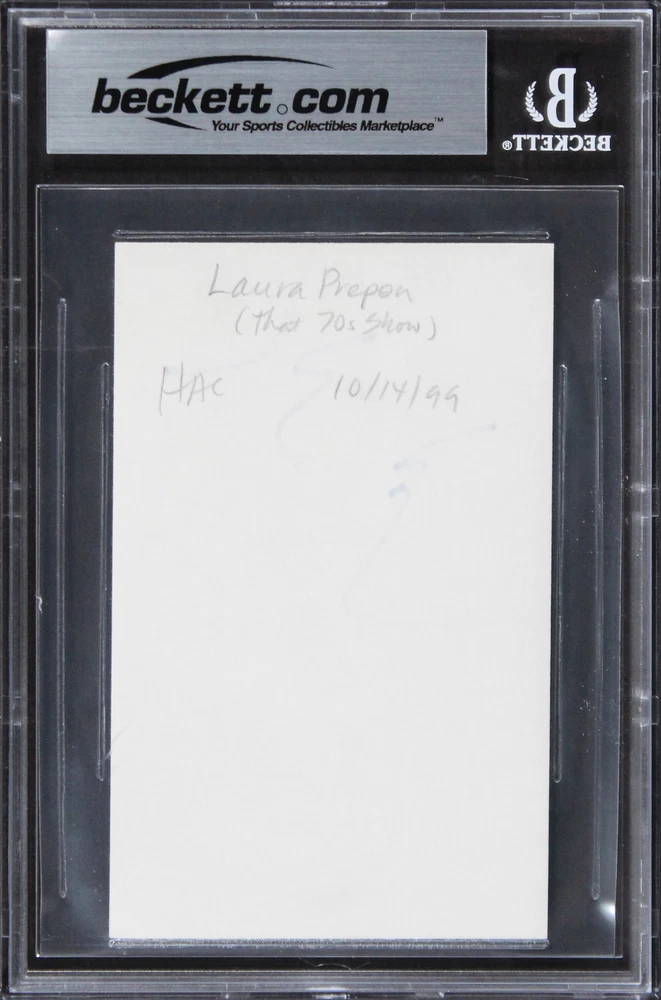 beckett.com
Your Sports Collectibles Marketplace™
BECKETT®
Laura Prepon
(That 70s Show)
HAC 10/14/99